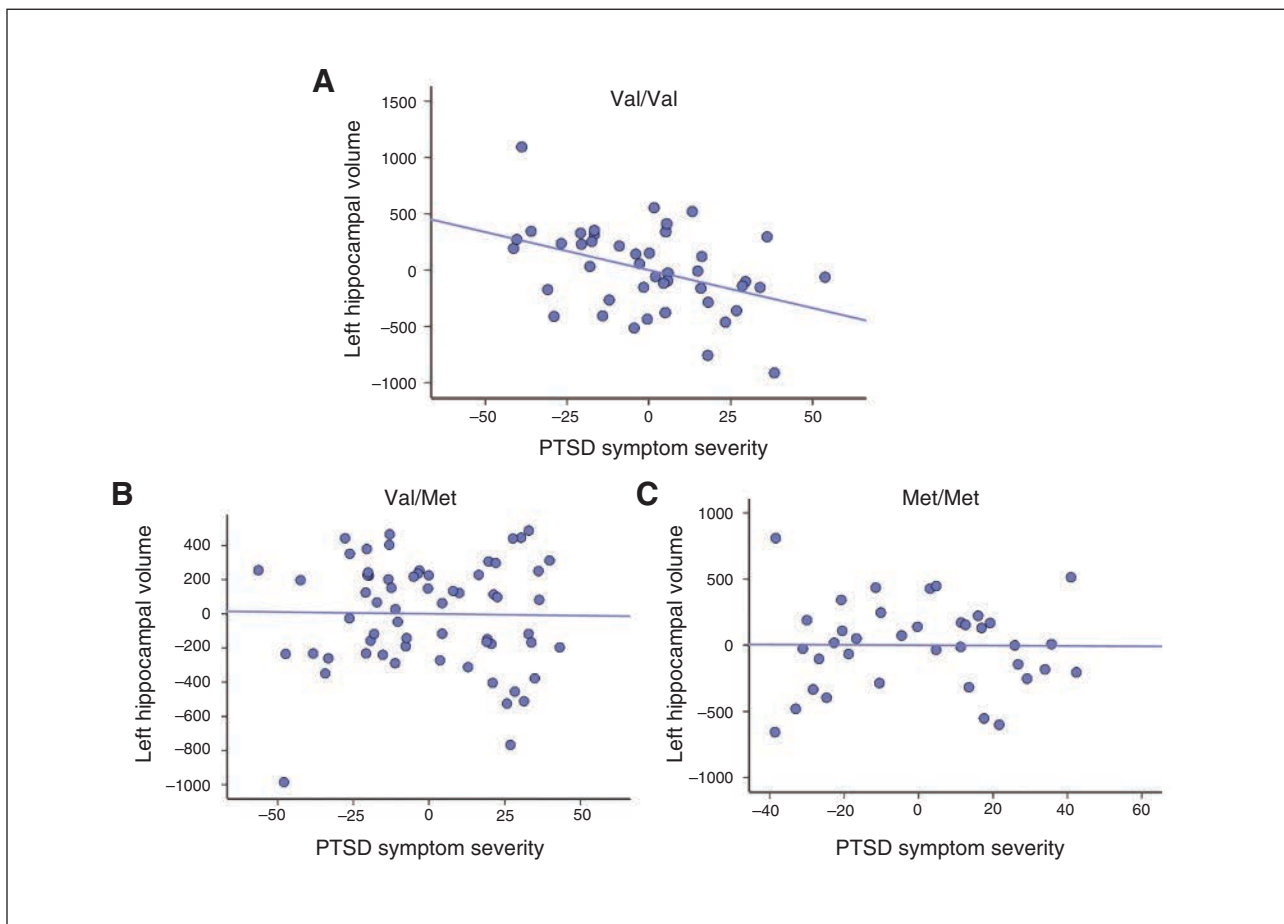 A
Val/Val
1500
1000
500
0
−500
−1000
Left hippocampal volume
−50 −25 0 25 50
PTSD symptom severity
B
Val/Met
400
200
0
−200
−400
−600
−800
−1000
Left hippocampal volume
−50 −25 0 25 50
PTSD symptom severity
C
Met/Met
1000
500
0
−500
−1000
Left hippocampal volume
−40 −20 0 20 40 60
PTSD symptom severity